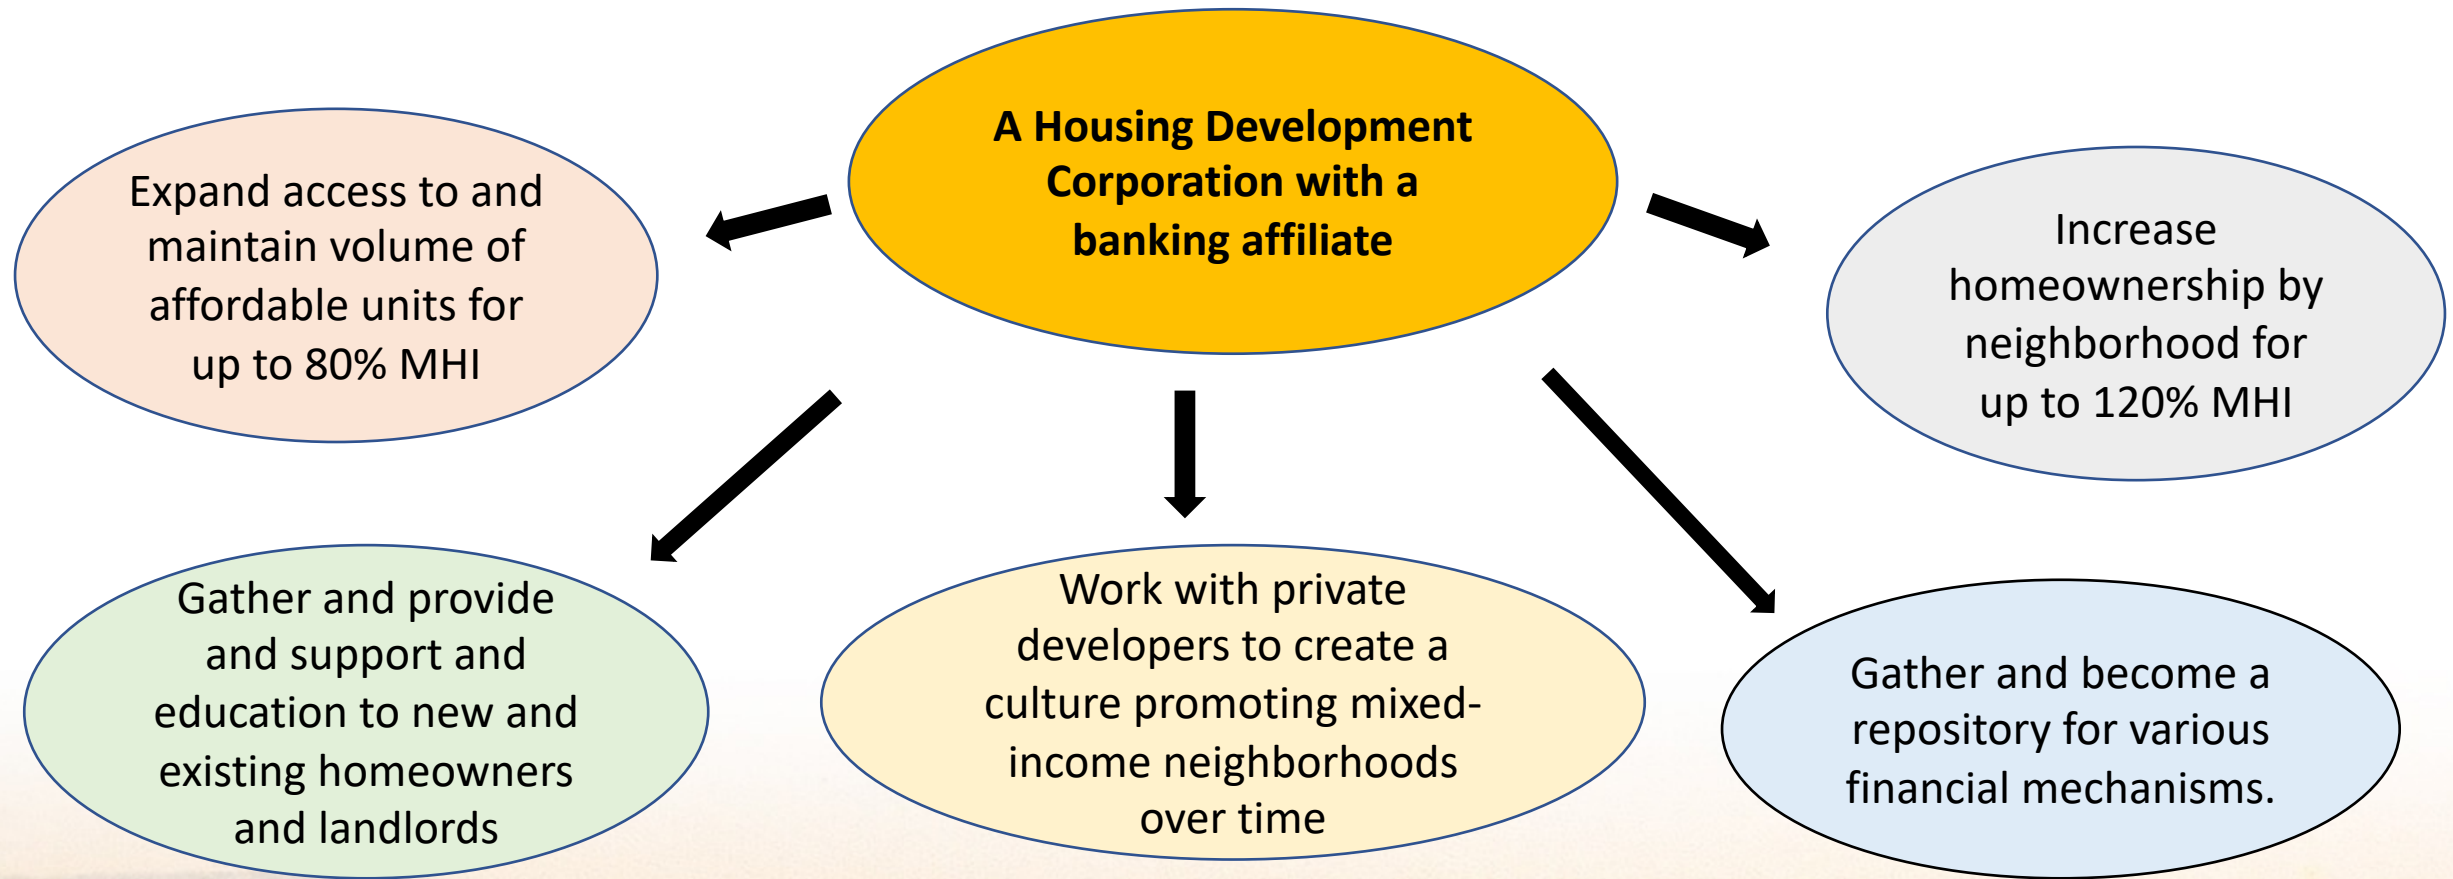 A Housing Development
Corporation with a
banking affiliate
Expand access to and
maintain volume of
affordable units for
up to 80% MHI
Increase
homeownership by
neighborhood for
up to 120% MHI
Gather and provide
and support and
education to new and
existing homeowners
and landlords
Work with private
developers to create a
culture promoting mixed-
income neighborhoods
over time
Gather and become a
repository for various
financial mechanisms.